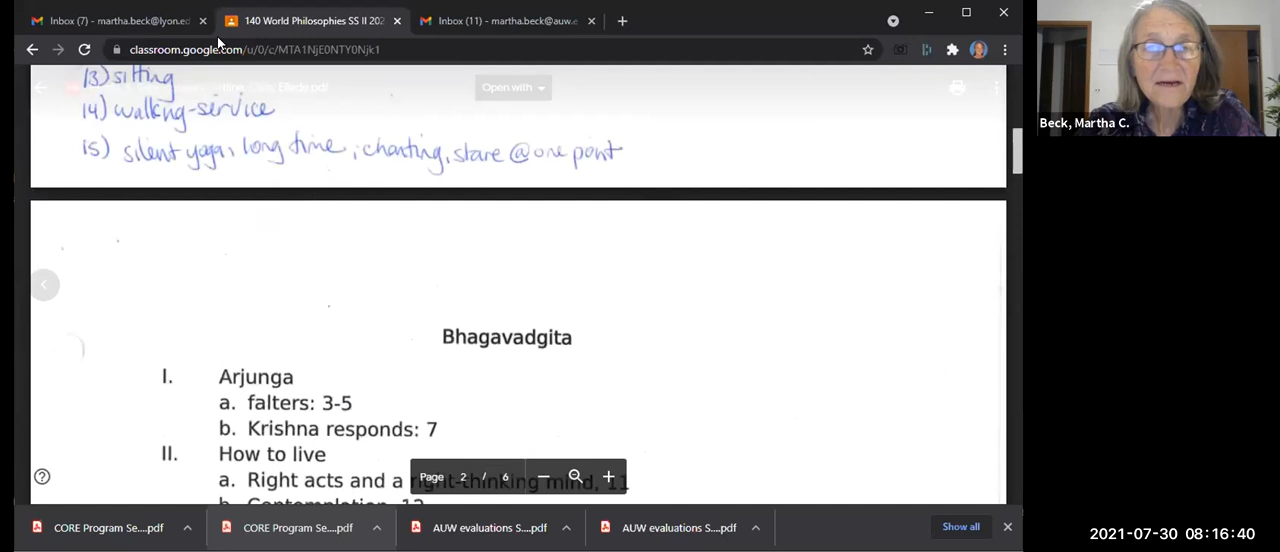 Inbox (7) - martha.beck@lyon.ed
140 World Philosophies SS II 202
Inbox (11) - martha.beck@auw.e
classroom.google.com/u/0/c/MTA1NjE0NTY0Njk1
13) sitting
Open with
14) walking-service
15) silent yoga, long time, chanting, stare @ one point
Beck, Martha C.
Bhagavadgita
I. Arjunga
a. falters: 3-5
b. Krishna responds: 7
II. How to live
a. Right acts and a right-thinking mind, 11
b. Contemplation, 12
Page 2 / 6
CORE Program Se....pdf
CORE Program Se....pdf
AUW evaluations S....pdf
AUW evaluations S....pdf
Show all
2021-07-30 08:16:40